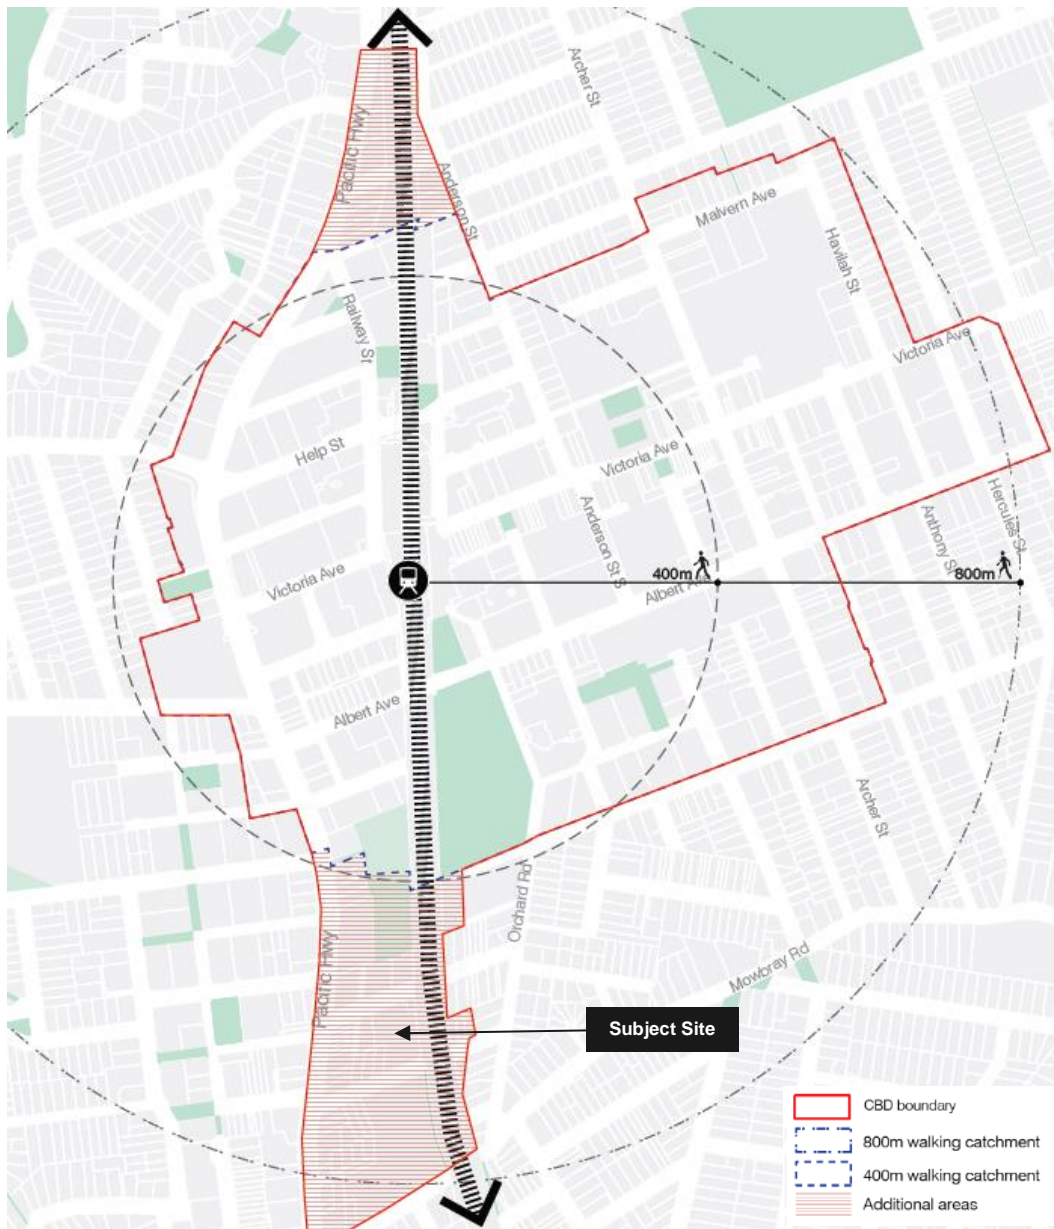 Archer St
Pacific Hwy
Anderson St
Malvern Ave
Havilah St
Railway St
Victoria Ave
Help St
Victoria Ave
Hercules St
Anderson St S
Anthony St
Victoria Ave
400m
800m
Albert Ave
Albert Ave
Archer St
Orchard Rd
Pacific Hwy
Mowbray Rd
Subject Site
CBD boundary
800m walking catchment
400m walking catchment
Additional areas